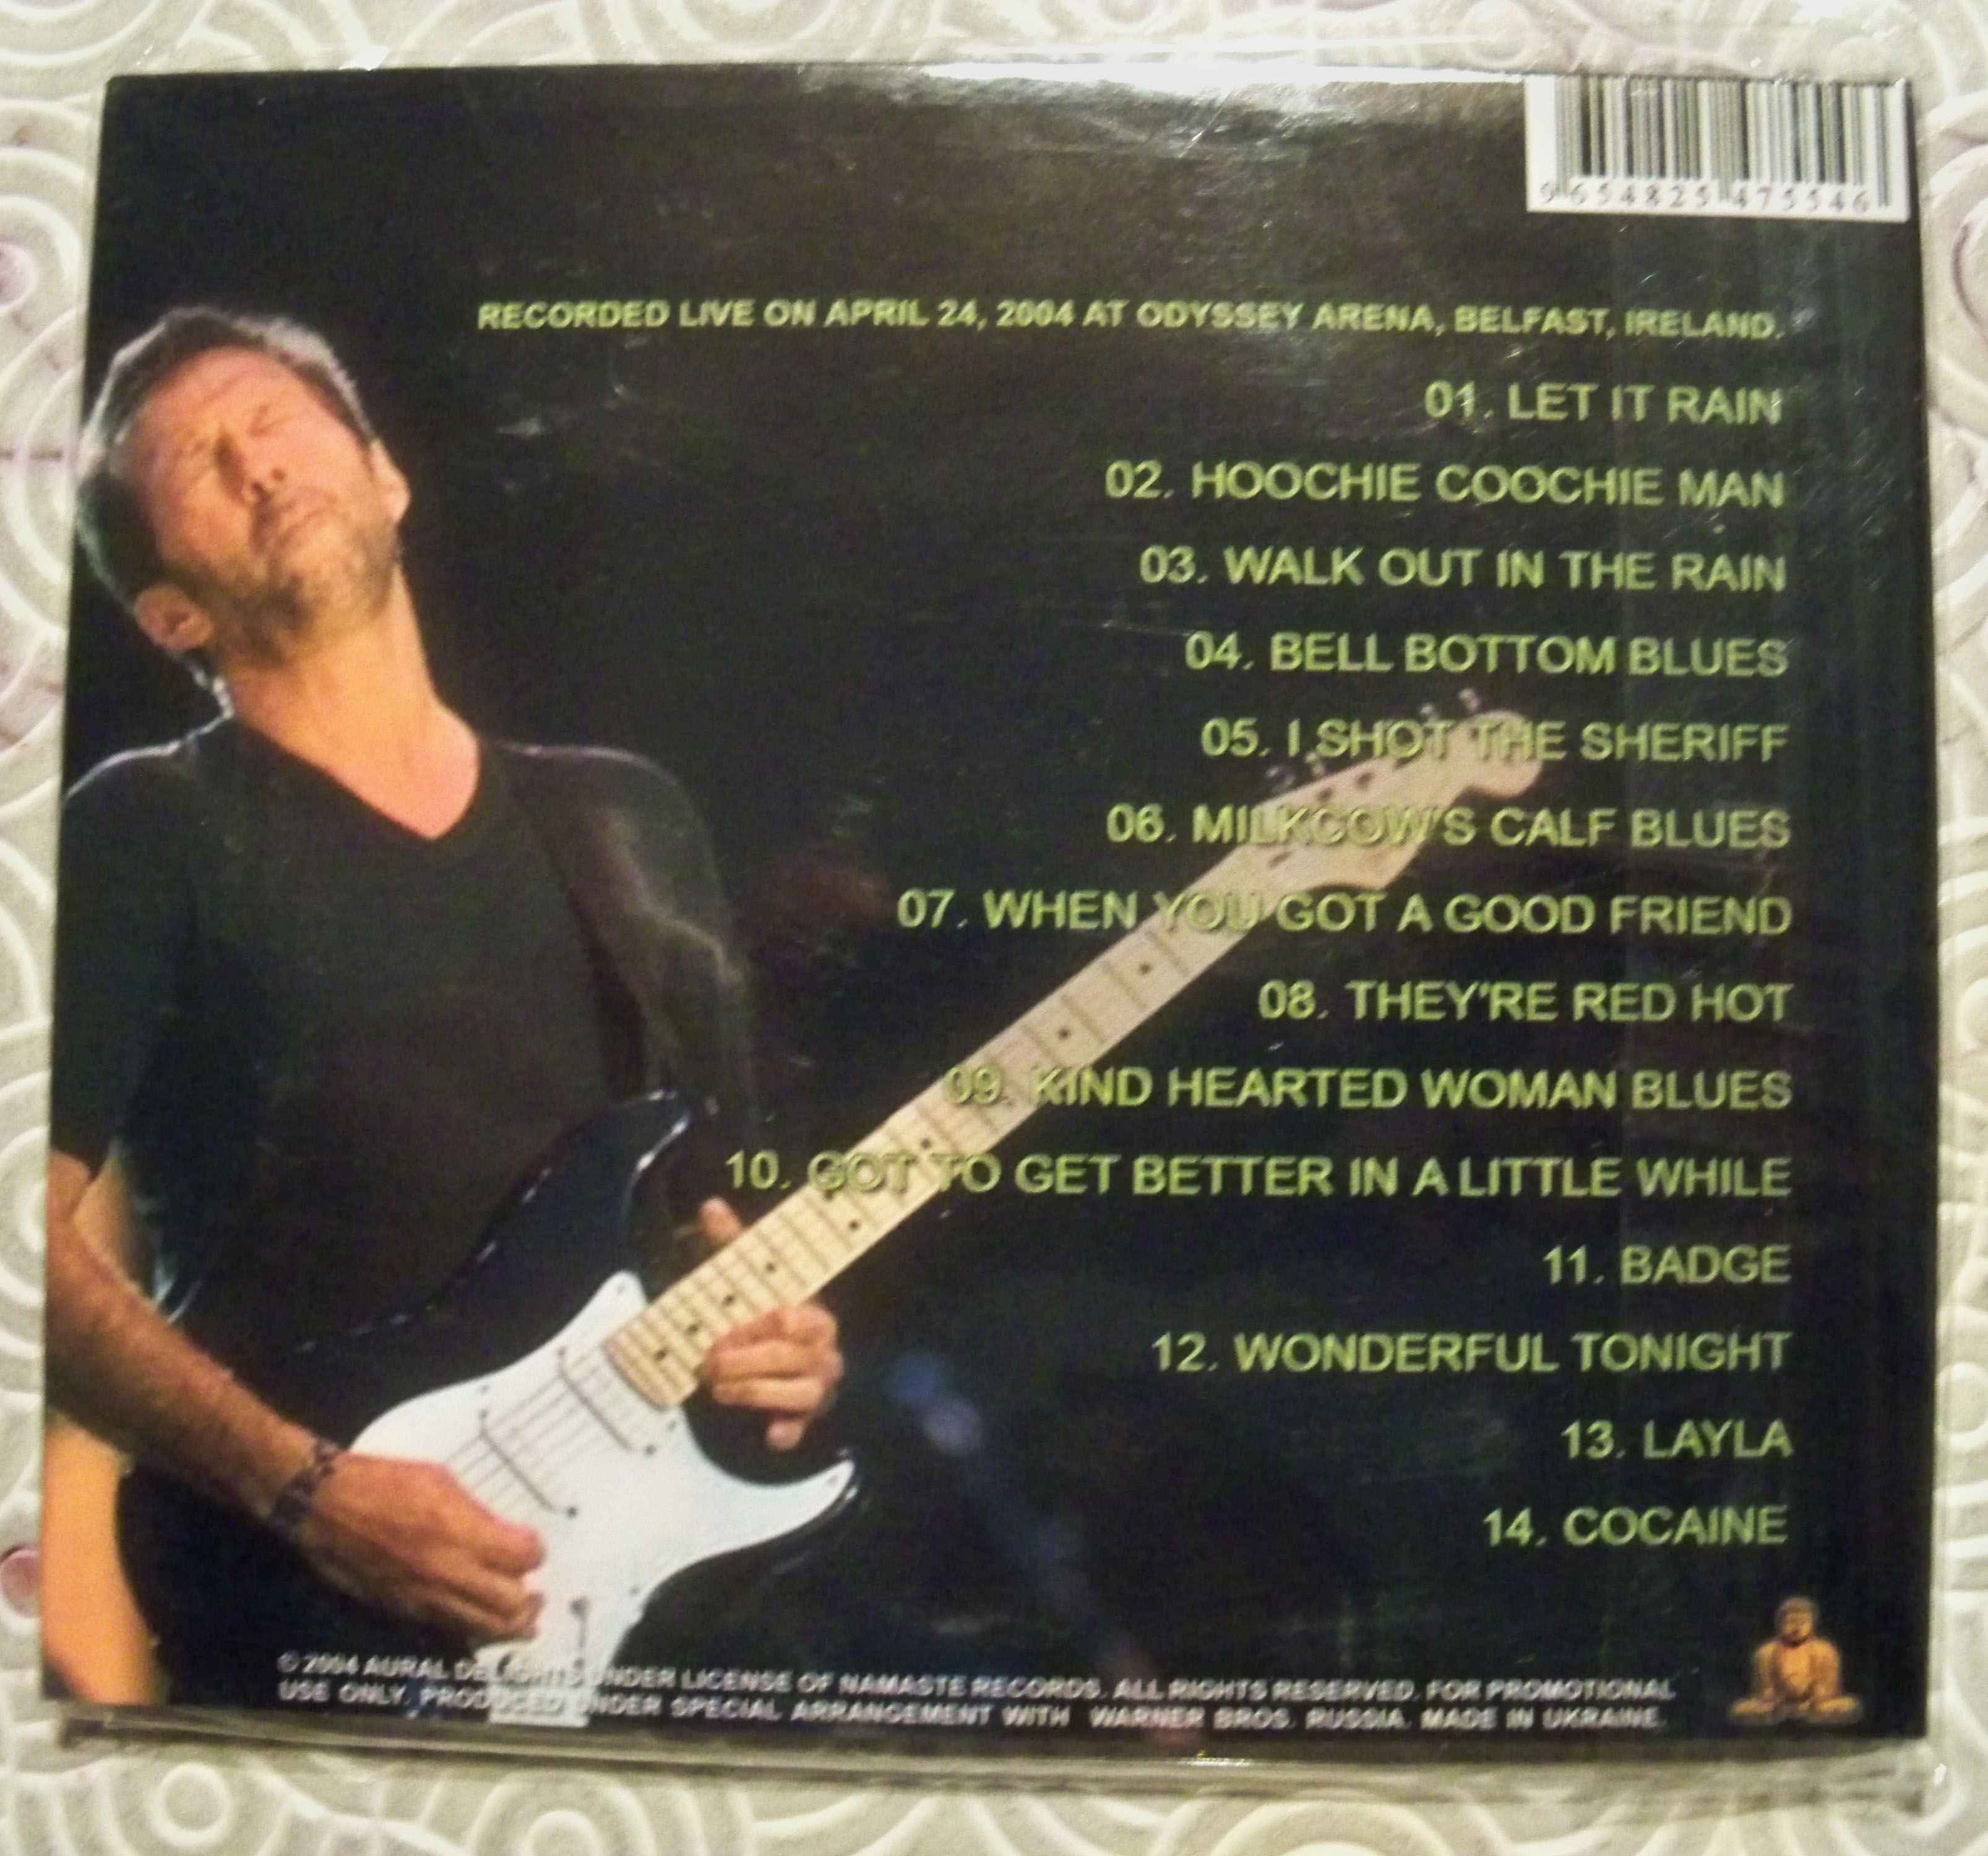 9 654825 475546
RECORDED LIVE ON APRIL 24, 2004 AT ODYSSEY ARENA, BELFAST, IRELAND.
01. LET IT RAIN
02. HOOCHIE COOCHIE MAN
03. WALK OUT IN THE RAIN
04. BELL BOTTOM BLUES
05. I SHOT THE SHERIFF
06. MILKCOW'S CALF BLUES
07. WHEN YOU GOT A GOOD FRIEND
08. THEY'RE RED HOT
09. KIND HEARTED WOMAN BLUES
10. GOT TO GET BETTER IN A LITTLE WHILE
11. BADGE
12. WONDERFUL TONIGHT
13. LAYLA
14. COCAINE
© 2004 AURAL DELIGHTS UNDER LICENSE OF NAMASTE RECORDS. ALL RIGHTS RESERVED. FOR PROMOTIONAL
USE ONLY. PRODUCED UNDER SPECIAL ARRANGEMENT WITH WARNER BROS. RUSSIA. MADE IN UKRAINE.